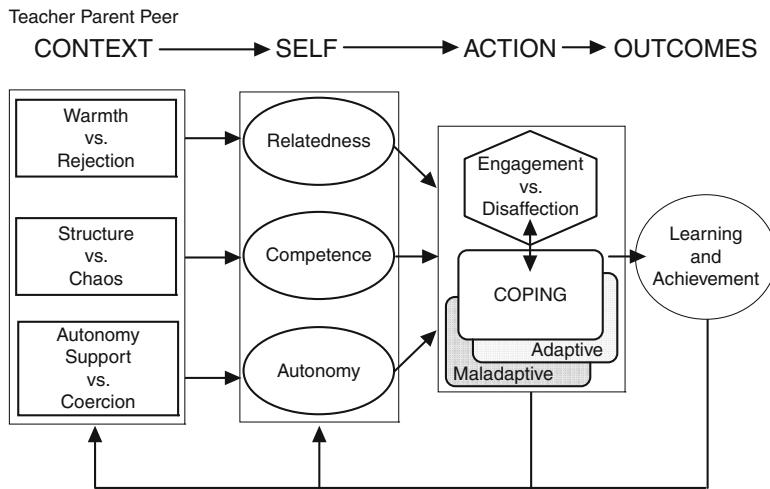 Teacher Parent Peer
CONTEXT SELF ACTION OUTCOMES
Warmth
vs.
Rejection
Relatedness
Engagement
vs.
Disaffection
Structure
vs.
Chaos
Competence
COPING
Adaptive
Maladaptive
Learning
and
Achievement
Autonomy
Support
vs.
Coercion
Autonomy